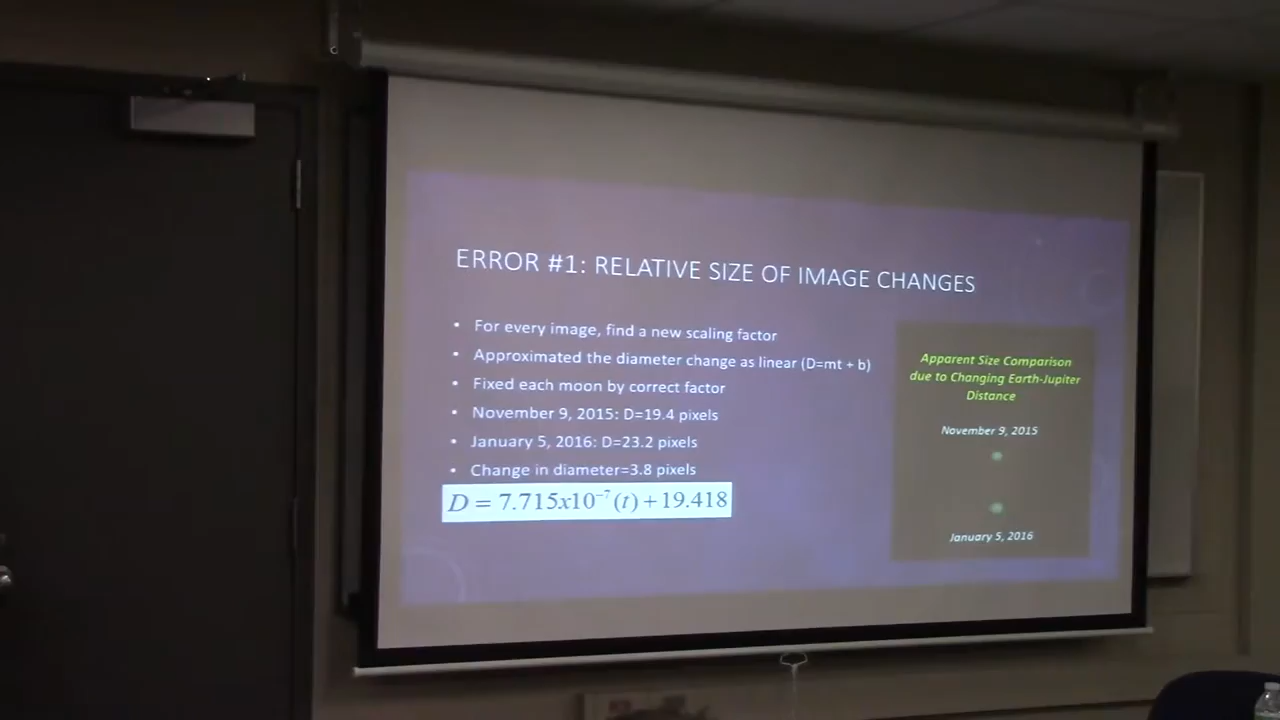 ERROR #1: RELATIVE SIZE OF IMAGE CHANGES
• For every image, find a new scaling factor
• Approximated the diameter change as linear (D=mt + b)
• Fixed each moon by correct factor
• November 9, 2015: D=19.4 pixels
• January 5, 2016: D=23.2 pixels
• Change in diameter=3.8 pixels
D = 7.715x10⁻⁷(t)+19.418
Apparent Size Comparison
due to Changing Earth-Jupiter
Distance
November 9, 2015
January 5, 2016